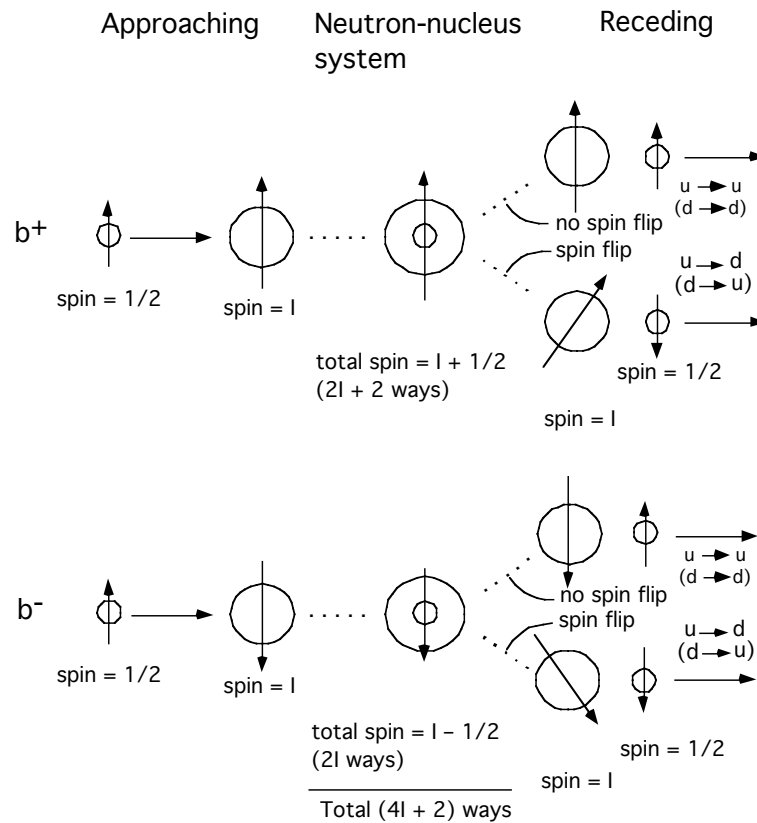 Approaching
Neutron-nucleus
system
Receding
b+
spin = 1/2
spin = I
total spin = I + 1/2
(2I + 2 ways)
no spin flip
spin flip
u → u
(d → d)
u → d
(d → u)
spin = 1/2
spin = I
b-
spin = 1/2
spin = I
total spin = I – 1/2
(2I ways)
Total (4I + 2) ways
no spin flip
spin flip
u → u
(d → d)
u → d
(d → u)
spin = 1/2
spin = I